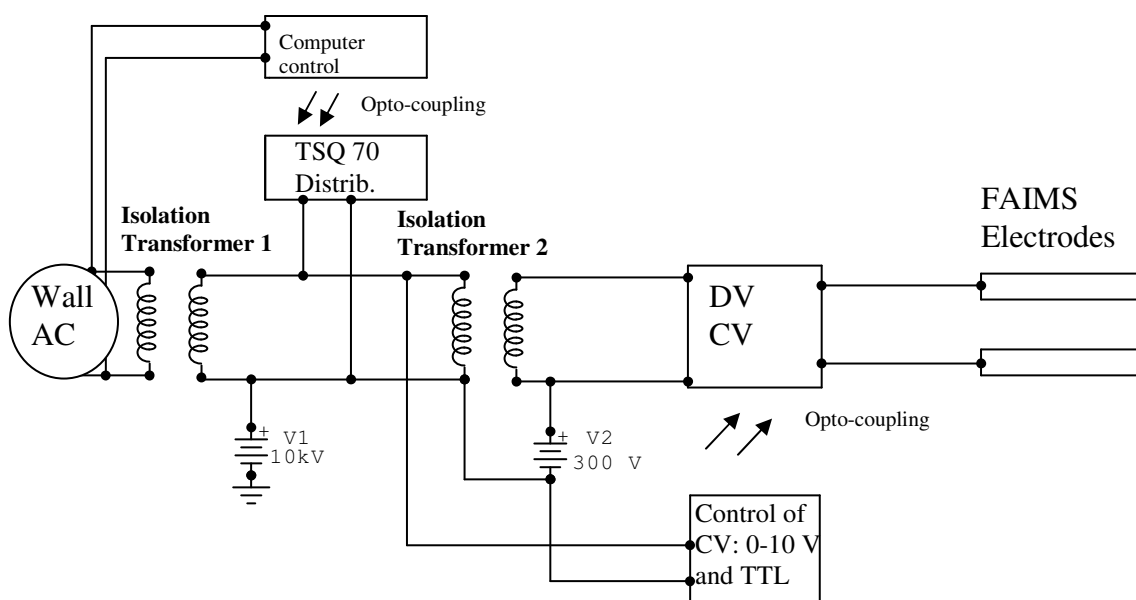 Computer
control
Opto-coupling
TSQ 70
Distrib.
Isolation
Transformer 1
Isolation
Transformer 2
FAIMS
Electrodes
Wall
AC
DV
CV
Opto-coupling
+ V1
10kV
+ V2
300 V
Control of
CV: 0-10 V
and TTL